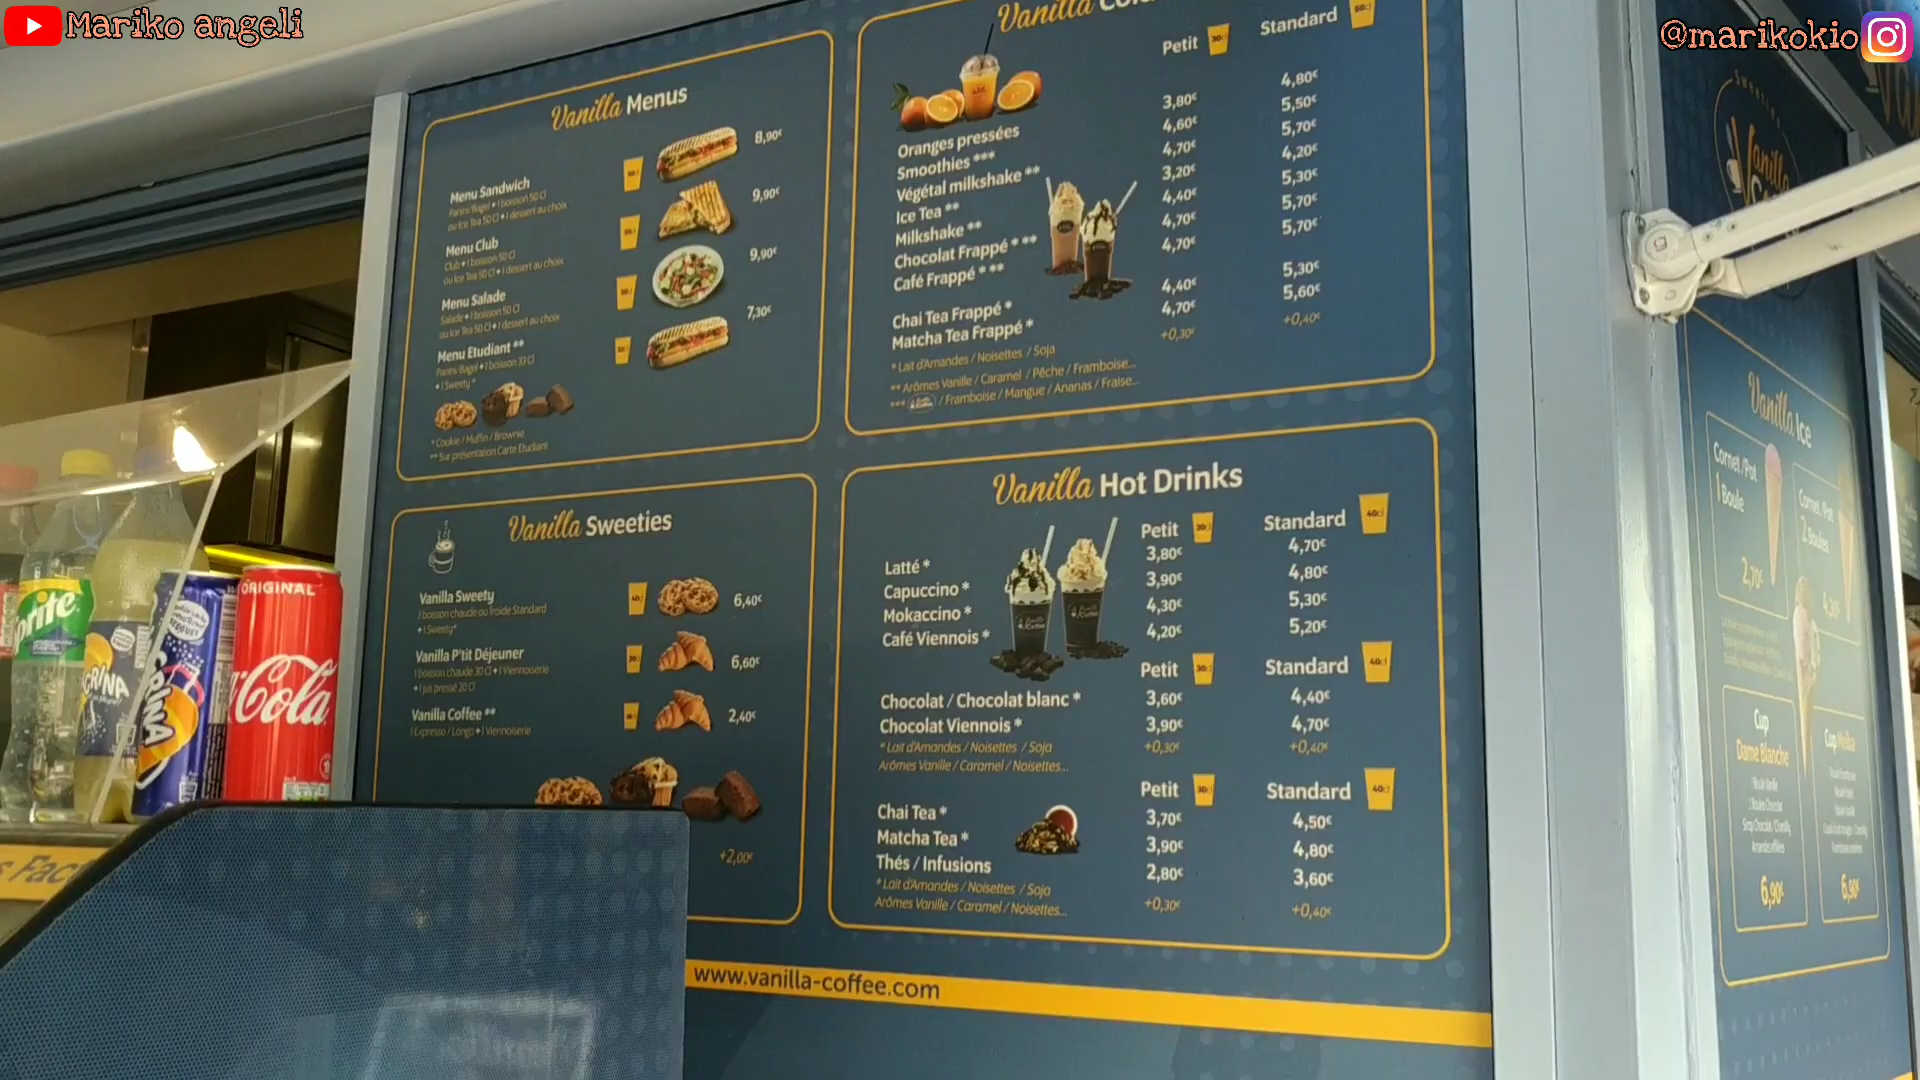 Mariko angeli
@marikokio
Vanilla Menus
Menu Sandwich
Panini/Bagel + 1 boisson 50 Cl
ou Ice Tea 50 Cl + 1 dessert au choix
8,90€
Menu Club
Club + 1 boisson 50 Cl
ou Ice Tea 50 Cl + 1 dessert au choix
9,90€
Menu Salade
Salade + 1 boisson 50 Cl
ou Ice Tea 50 Cl + 1 dessert au choix
9,90€
Menu Etudiant **
Panini/Bagel + 1 boisson 33 Cl
+ 1 Sweety *
7,30€
* Cookie / Muffin / Brownie
** Sur présentation Carte Etudiant
Vanilla Sweeties
Vanilla Sweety
1 boisson chaude ou froide Standard
+ 1 Sweety*
6,40€
Vanilla P'tit Déjeuner
1 boisson chaude 30 Cl + 1 Viennoiserie
+ 1 jus pressé 20 Cl
6,60€
Vanilla Coffee **
1 Expresso / Longo + 1 Viennoiserie
2,40€
+2,00€
Vanilla
Petit 30cl Standard 50cl
Oranges pressées 3,80€ 4,80€
Smoothies *** 4,60€ 5,50€
Végétal milkshake ** 4,70€ 5,70€
Ice Tea ** 3,20€ 4,20€
Milkshake ** 4,40€ 5,30€
Chocolat Frappé * ** 4,70€ 5,70€
Café Frappé * ** 4,70€ 5,70€
Chai Tea Frappé * 4,40€ 5,30€
Matcha Tea Frappé * 4,70€ 5,60€
* Lait d'Amandes / Noisettes / Soja +0,30€ +0,40€
** Arômes Vanille / Caramel / Pêche / Framboise...
*** / Framboise / Mangue / Ananas / Fraise...
Vanilla Hot Drinks
Petit 30cl Standard 40cl
Latté * 3,80€ 4,70€
Capuccino * 3,90€ 4,80€
Mokaccino * 4,30€ 5,30€
Café Viennois * 4,20€ 5,20€
Petit 30cl Standard 40cl
Chocolat / Chocolat blanc * 3,60€ 4,40€
Chocolat Viennois * 3,90€ 4,70€
* Lait d'Amandes / Noisettes / Soja +0,30€ +0,40€
Arômes Vanille / Caramel / Noisettes...
Petit 30cl Standard 40cl
Chai Tea * 3,70€ 4,50€
Matcha Tea * 3,90€ 4,80€
Thés / Infusions 2,80€ 3,60€
* Lait d'Amandes / Noisettes / Soja +0,30€ +0,40€
Arômes Vanille / Caramel / Noisettes...
www.vanilla-coffee.com
ORIGINAL
Coca-Cola
Vanilla
Vanilla Ice
Cornet /Pot
1 Boule
2,70€
Cornet /Pot
2 Boules
Cup
Dame Blanche
6,90€
Cup Melba
6,90€